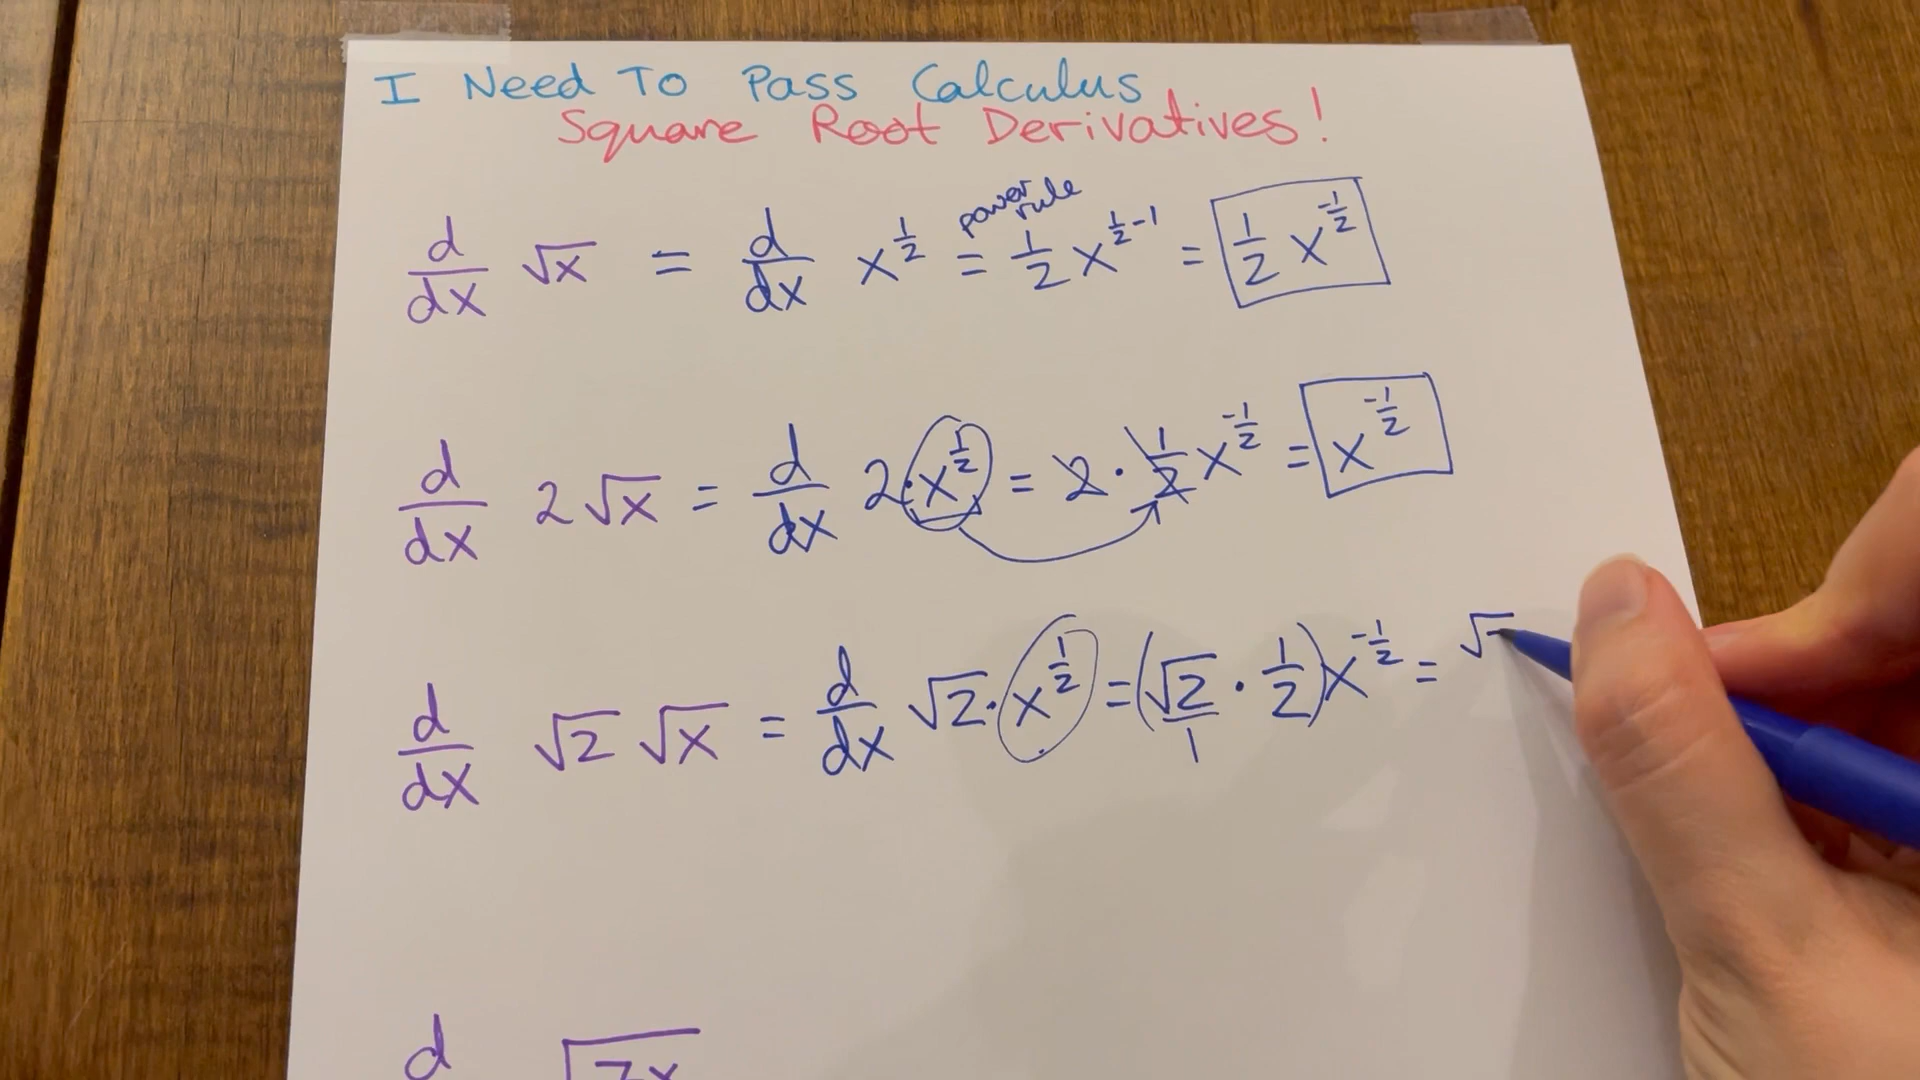 I Need To Pass Calculus
Square Root Derivatives!
d/dx √x = d/dx x^(1/2) = (power rule) 1/2 x^(1/2 - 1) = 1/2 x^(-1/2)
d/dx 2√x = d/dx 2·x^(1/2) = 2 · 1/2 x^(-1/2) = x^(-1/2)
d/dx √2 √x = d/dx √2 · x^(1/2) = (√2/1 · 1/2) x^(-1/2) = √
d